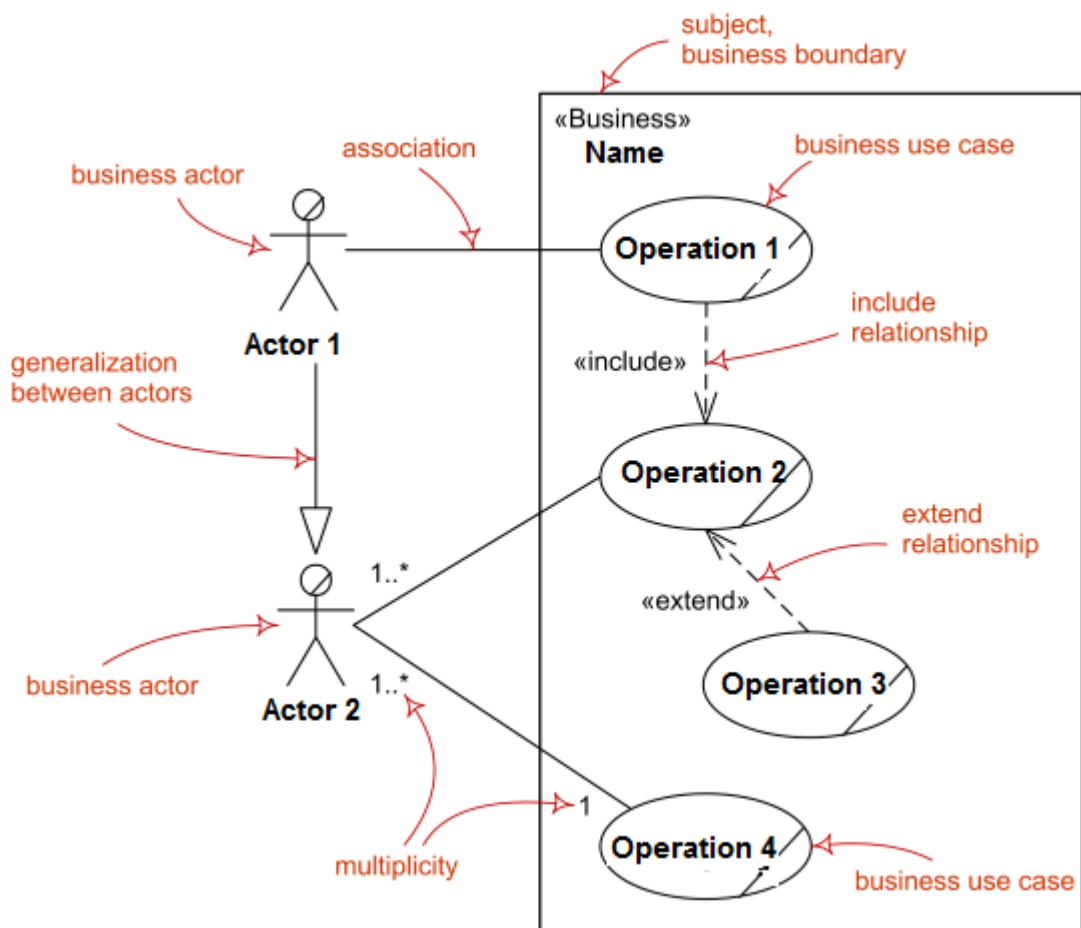 subject,
business boundary
«Business»
Name
association
business use case
business actor
Operation 1
include
relationship
Actor 1
«include»
generalization
between actors
Operation 2
extend
relationship
1..*
«extend»
business actor
1..*
Operation 3
Actor 2
1
multiplicity
Operation 4
business use case